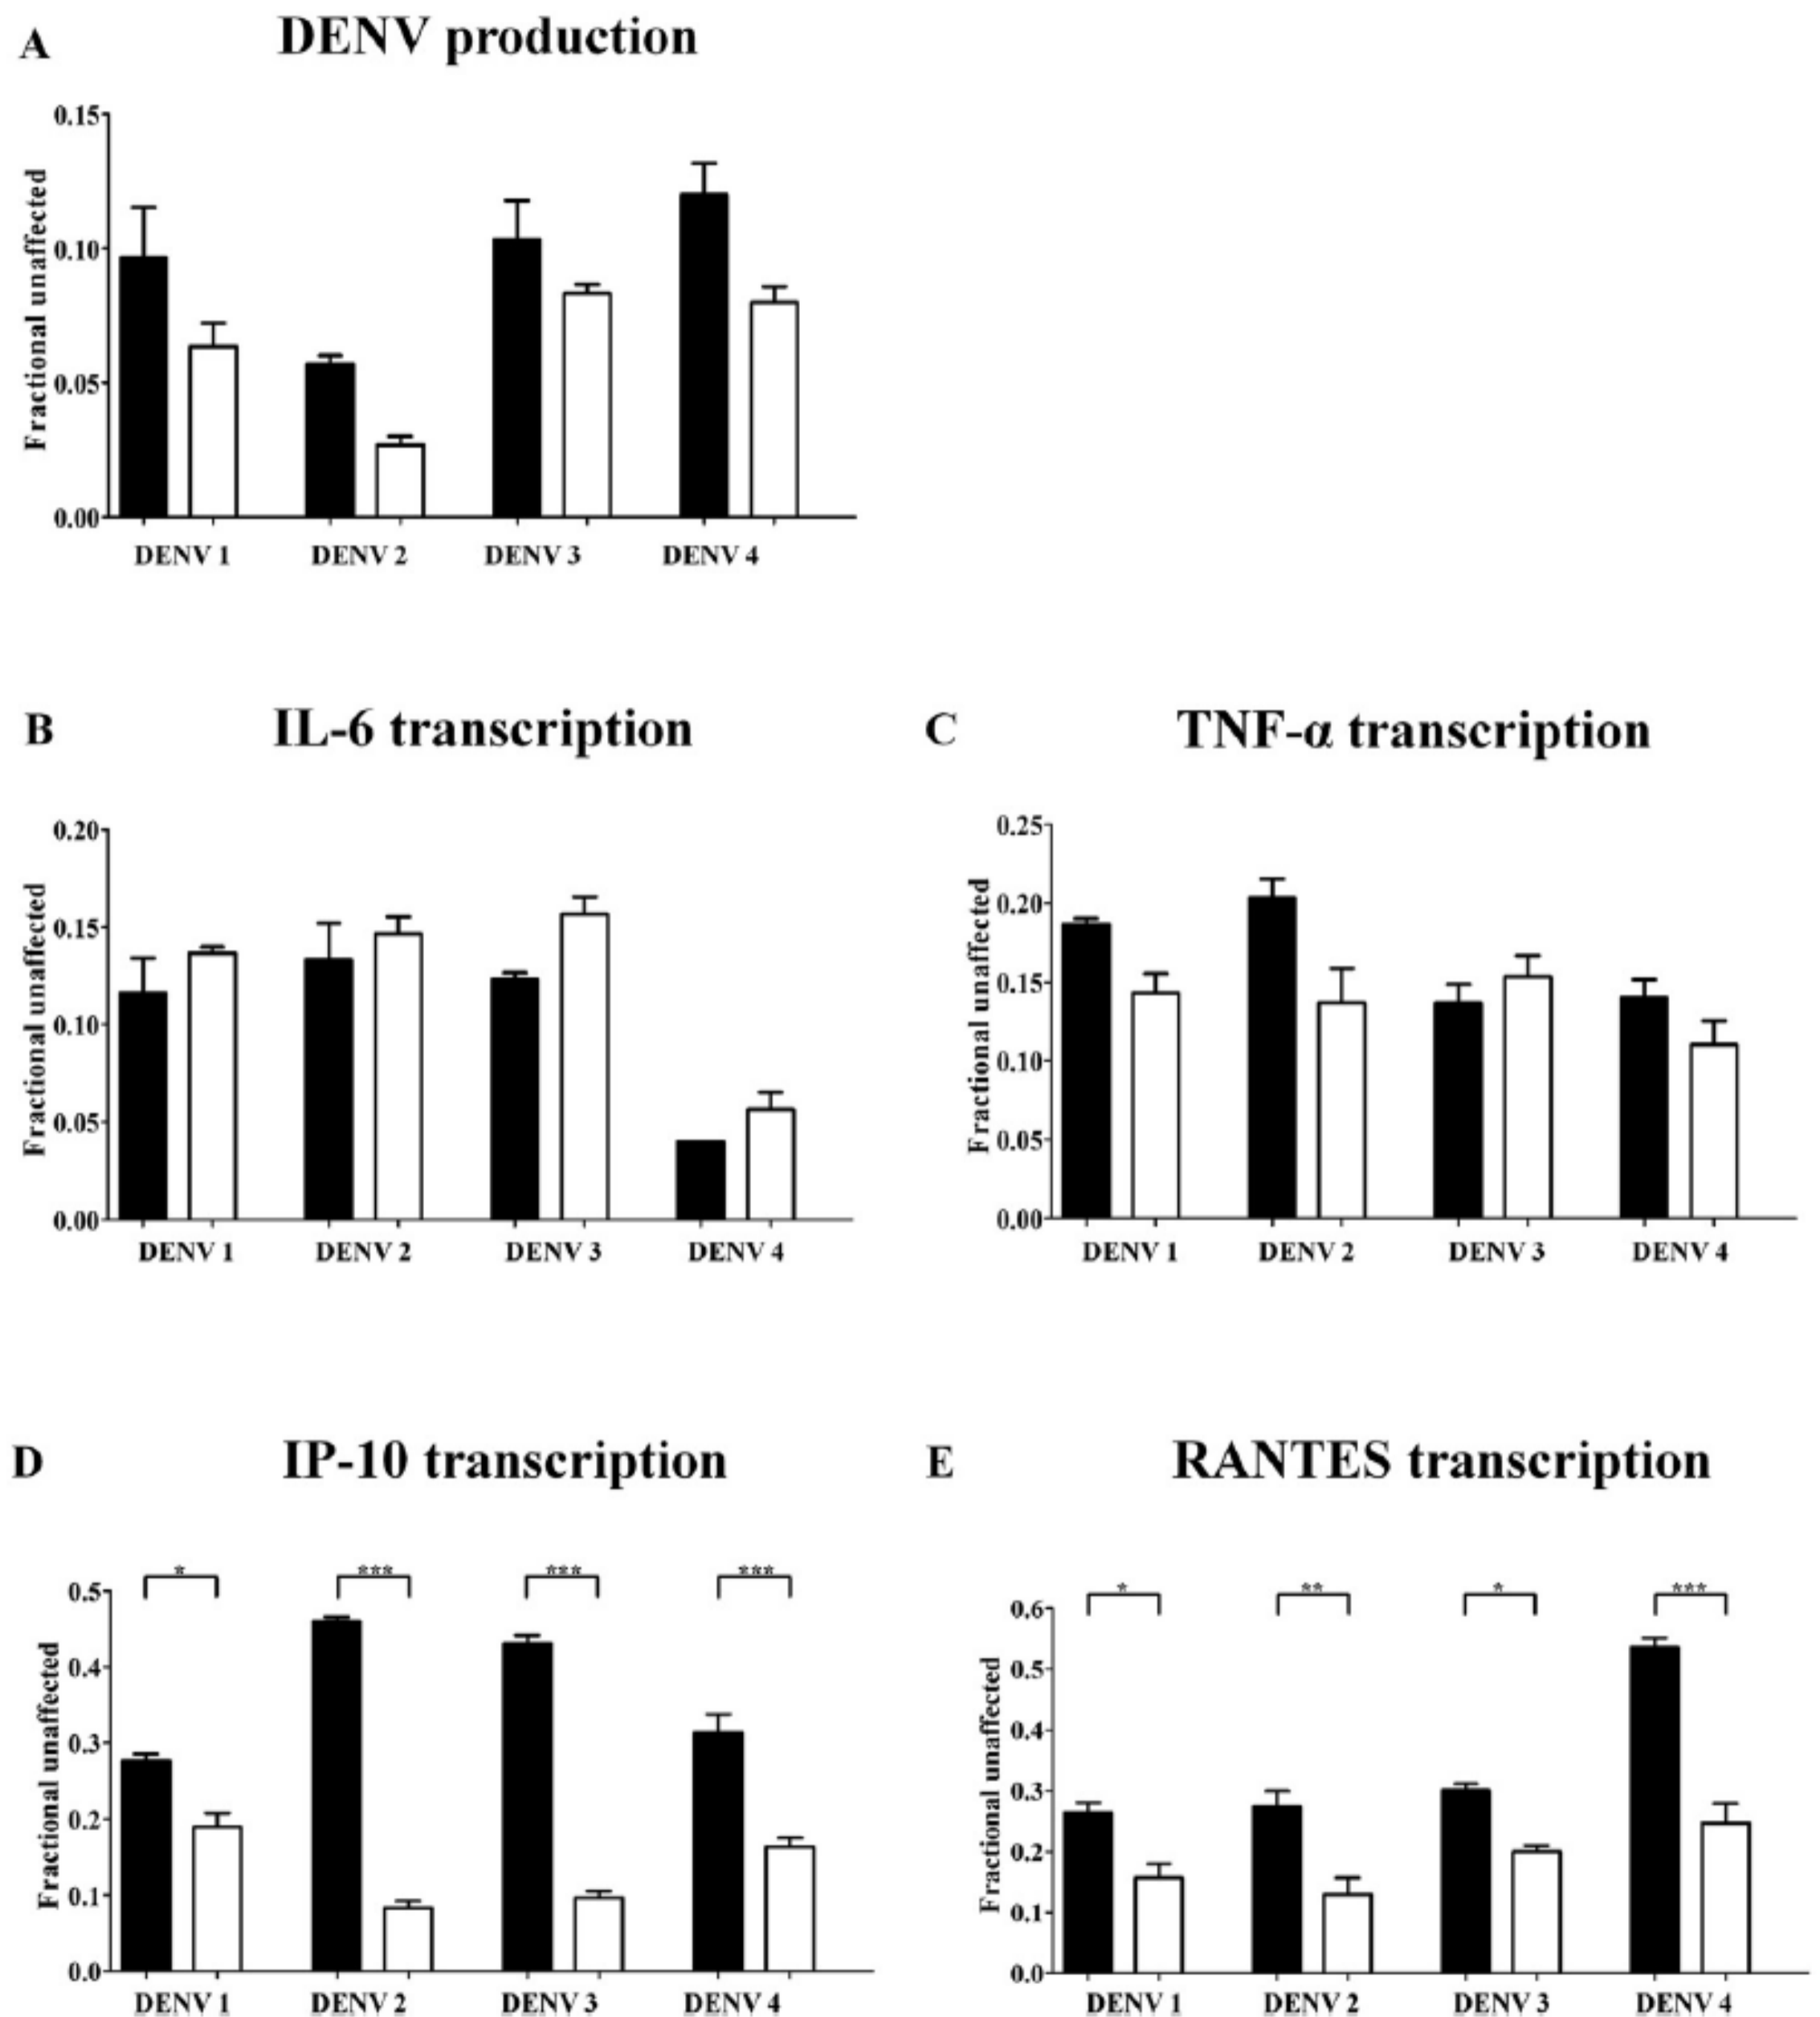 A
DENV production
Fractional unaffected
0.15
0.10
0.05
0.00
DENV 1
DENV 2
DENV 3
DENV 4
B
IL-6 transcription
Fractional unaffected
0.20
0.15
0.10
0.05
0.00
DENV 1
DENV 2
DENV 3
DENV 4
C
TNF-α transcription
Fractional unaffected
0.25
0.20
0.15
0.10
0.05
0.00
DENV 1
DENV 2
DENV 3
DENV 4
D
IP-10 transcription
Fractional unaffected
* *** *** ***
0.5
0.4
0.3
0.2
0.1
0.0
DENV 1
DENV 2
DENV 3
DENV 4
E
RANTES transcription
Fractional unaffected
* ** * ***
0.6
0.5
0.4
0.3
0.2
0.1
0.0
DENV 1
DENV 2
DENV 3
DENV 4